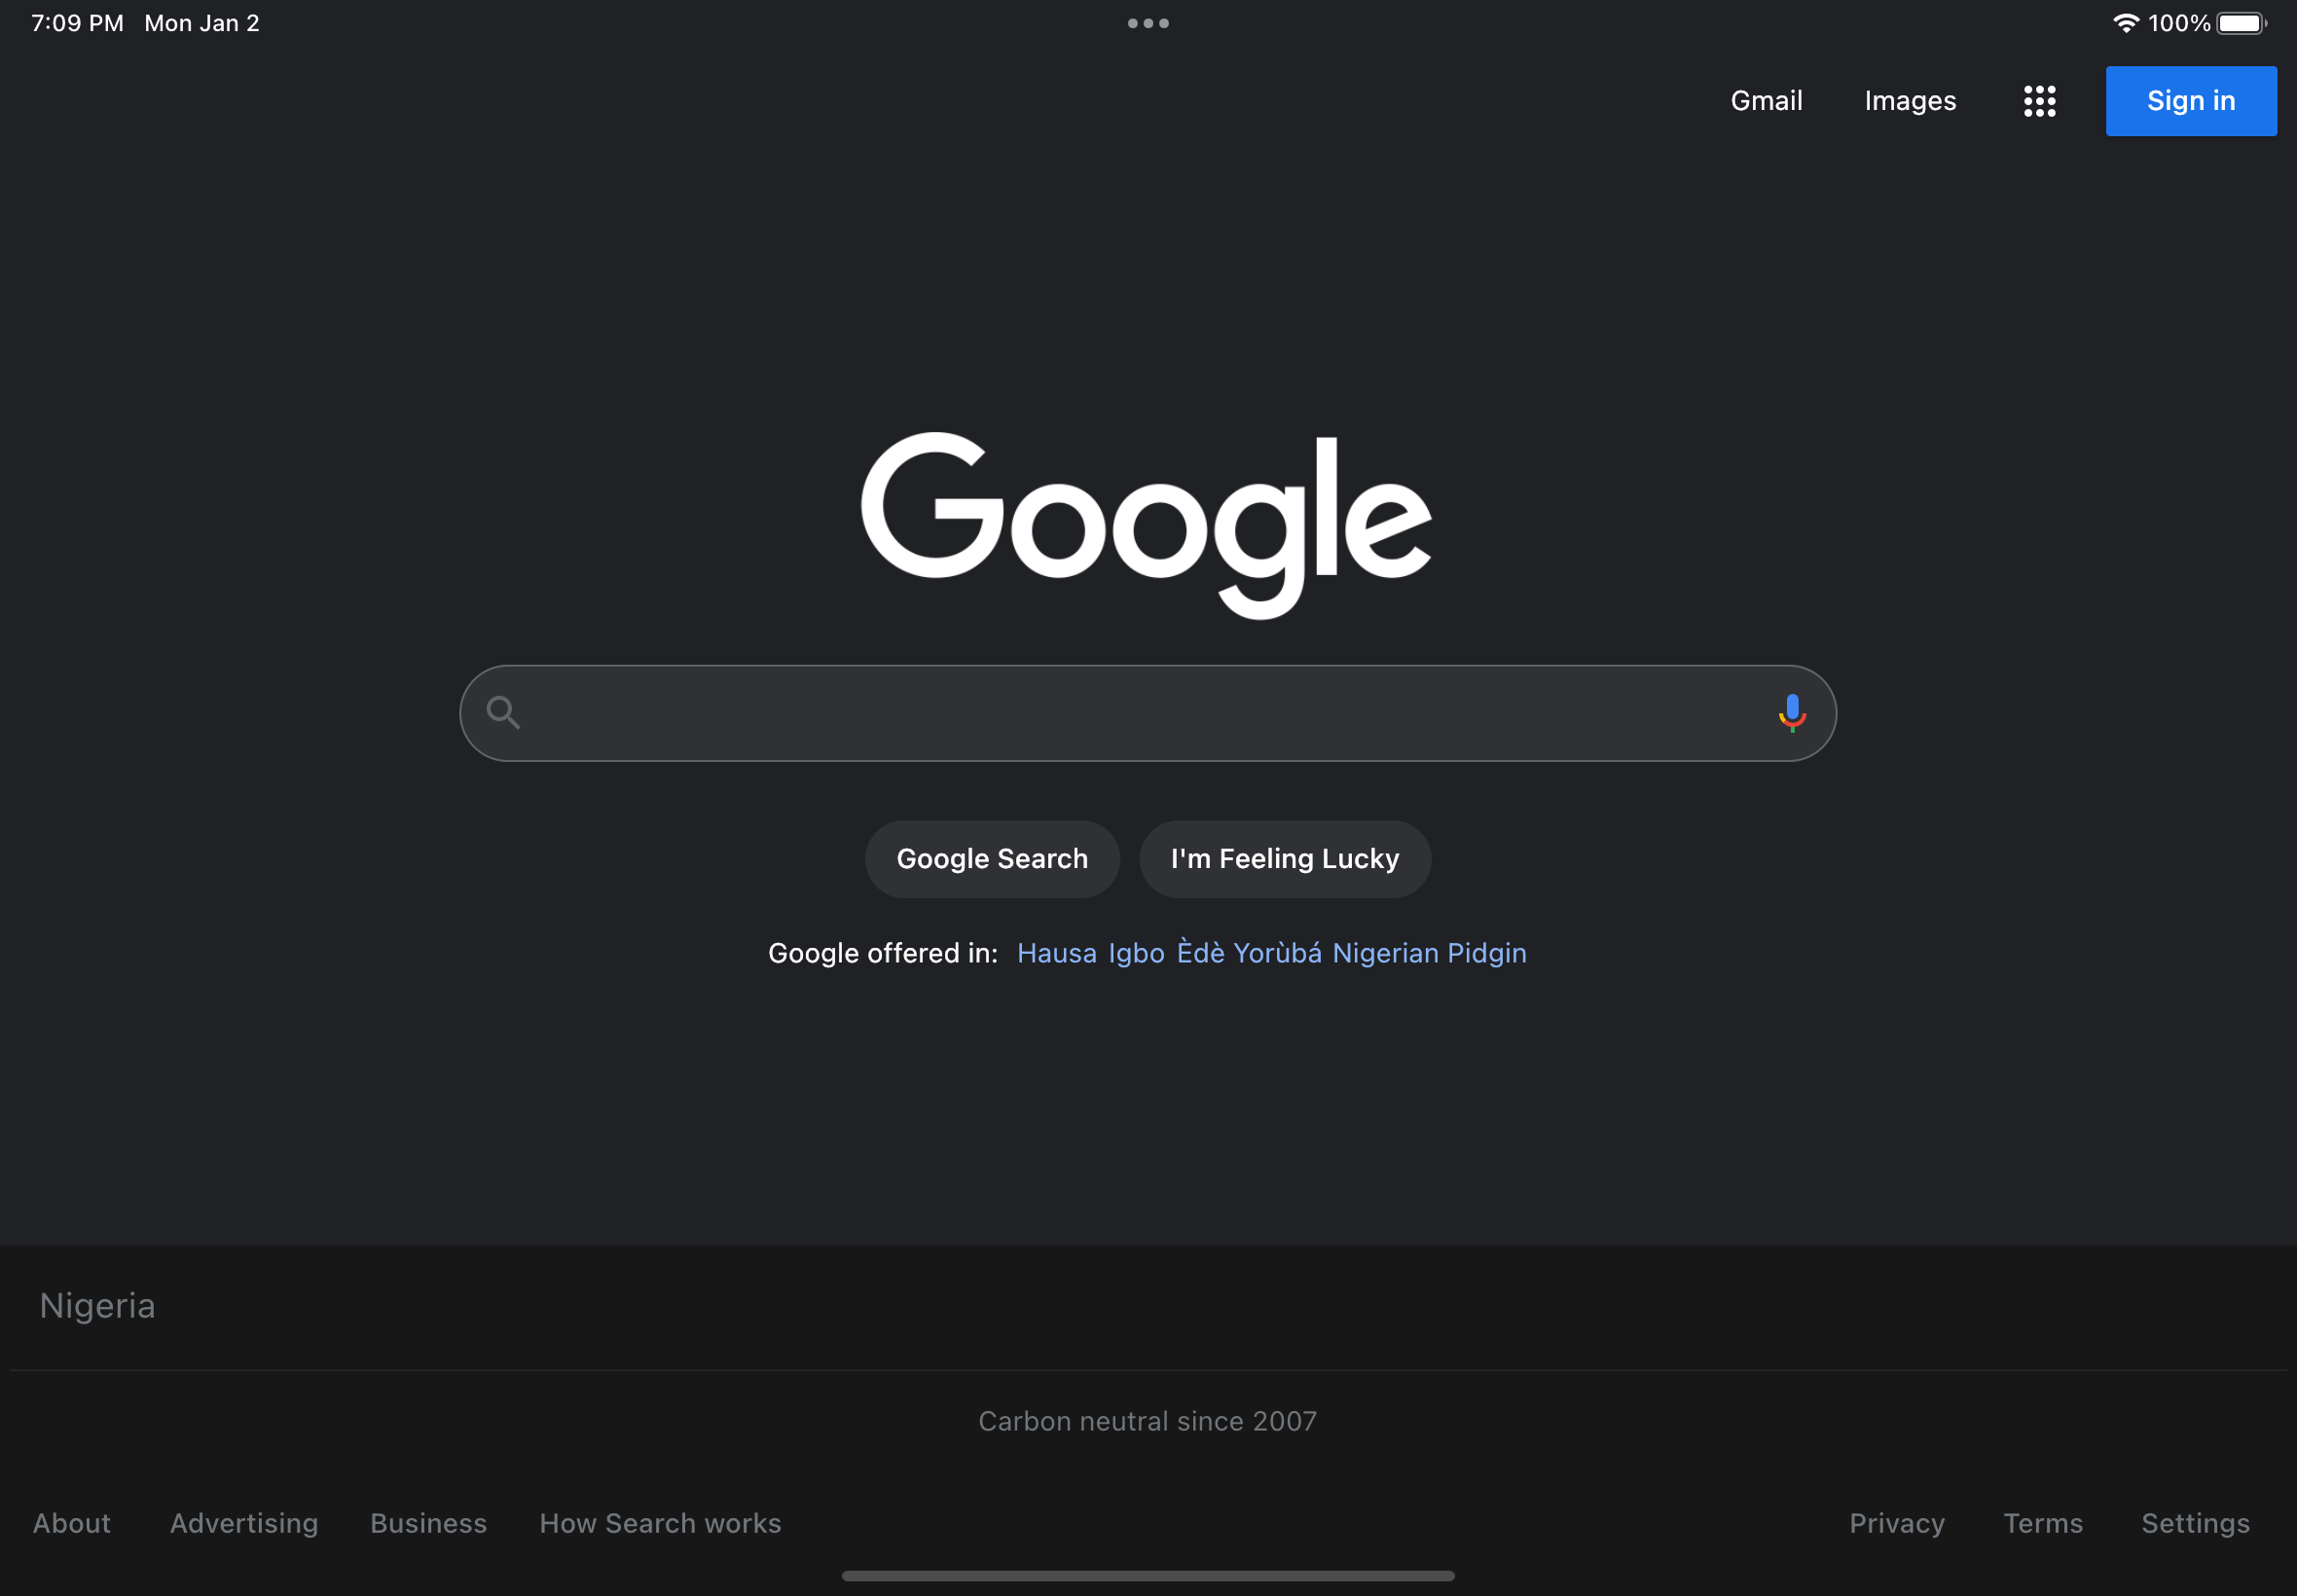 7:09 PM Mon Jan 2
100%
Gmail Images Sign in
Google
Google Search I'm Feeling Lucky
Google offered in: Hausa Igbo Èdè Yorùbá Nigerian Pidgin
Nigeria
Carbon neutral since 2007
About Advertising Business How Search works Privacy Terms Settings